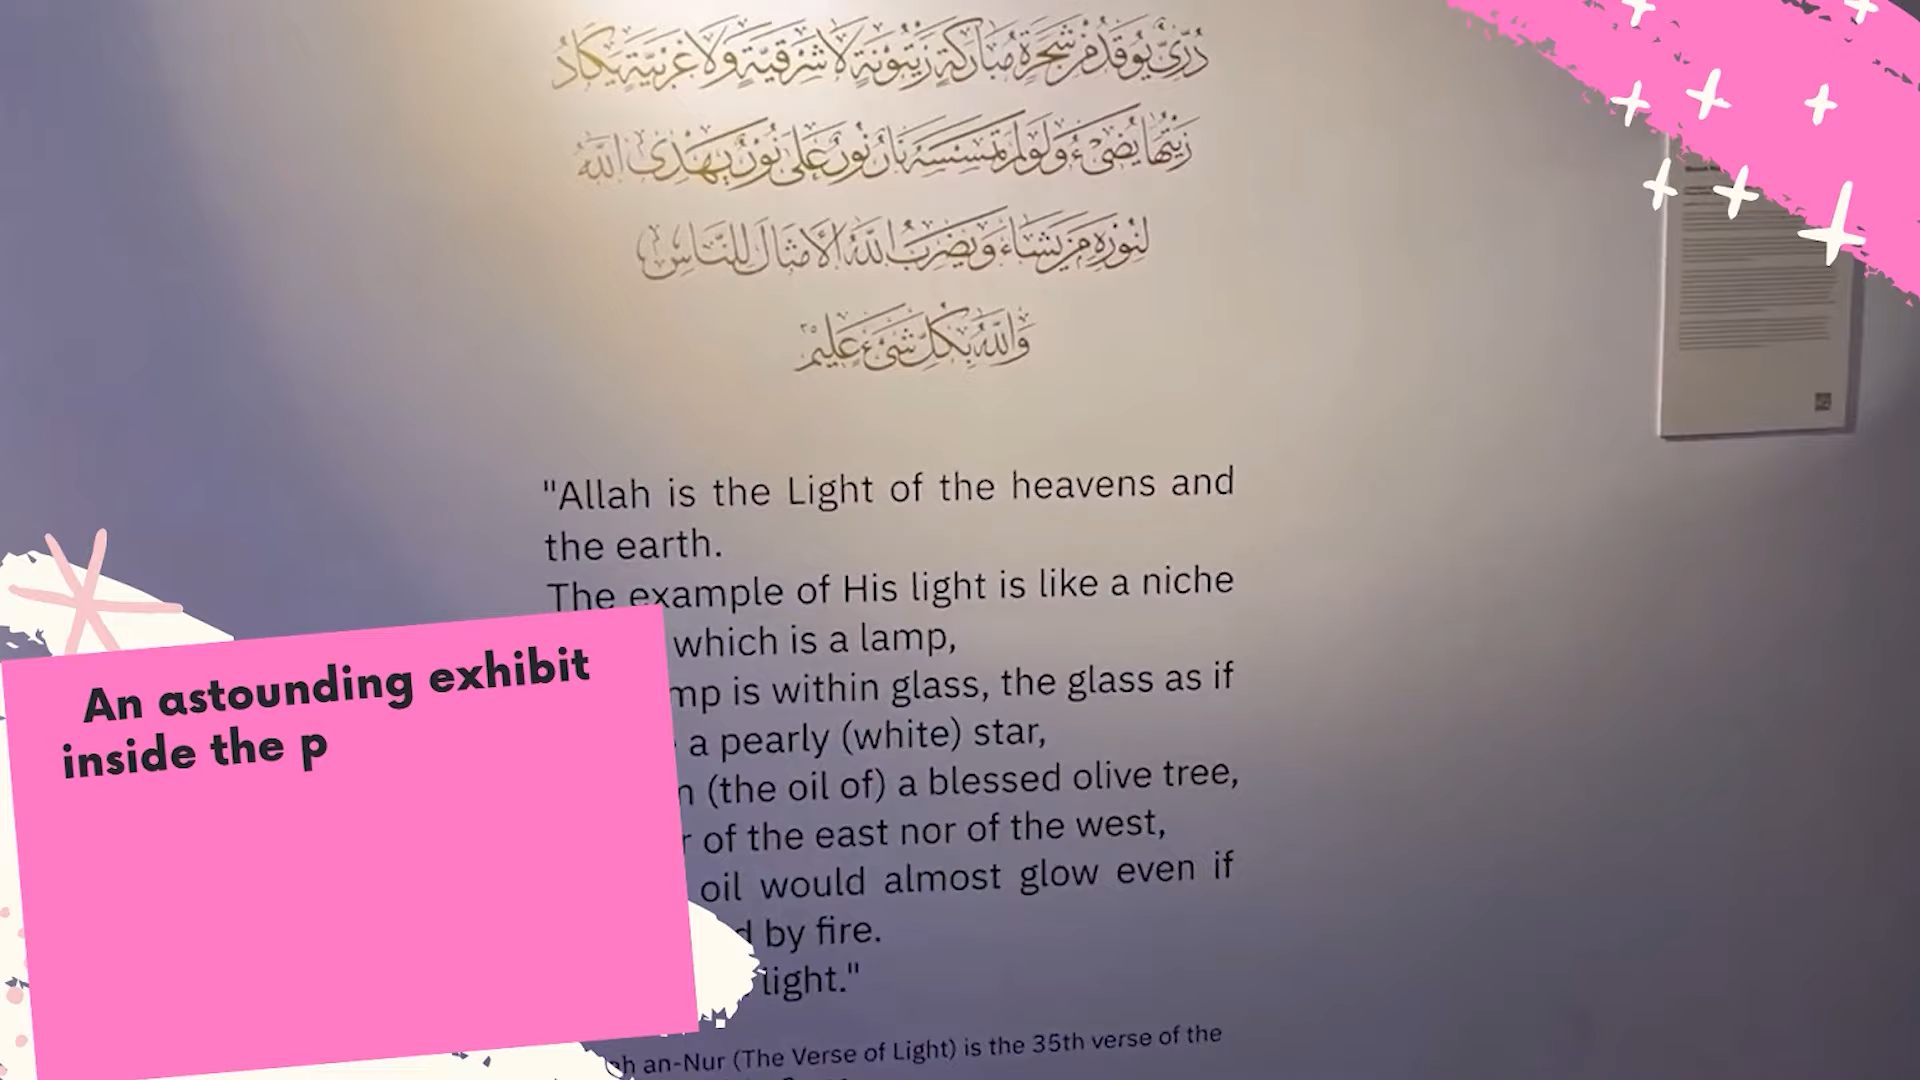 دُرِّىٌّ يُوقَدُ مِن شَجَرَةٍ مُّبَارَكَةٍ زَيْتُونَةٍ لَّا شَرْقِيَّةٍ وَلَا غَرْبِيَّةٍ يَكَادُ
زَيْتُهَا يُضِىٓءُ وَلَوْ لَمْ تَمْسَسْهُ نَارٌ نُّورٌ عَلَىٰ نُورٍ يَهْدِى اللَّهُ
لِنُورِهِ مَن يَشَاءُ وَيَضْرِبُ اللَّهُ الْأَمْثَالَ لِلنَّاسِ
وَاللَّهُ بِكُلِّ شَىْءٍ عَلِيمٌ ٣٥
"Allah is the Light of the heavens and
the earth.
The example of His light is like a niche
which is a lamp,
mp is within glass, the glass as if
a pearly (white) star,
(the oil of) a blessed olive tree,
of the east nor of the west,
oil would almost glow even if
by fire.
light."
an-Nur (The Verse of Light) is the 35th verse of the
An astounding exhibit
inside the p